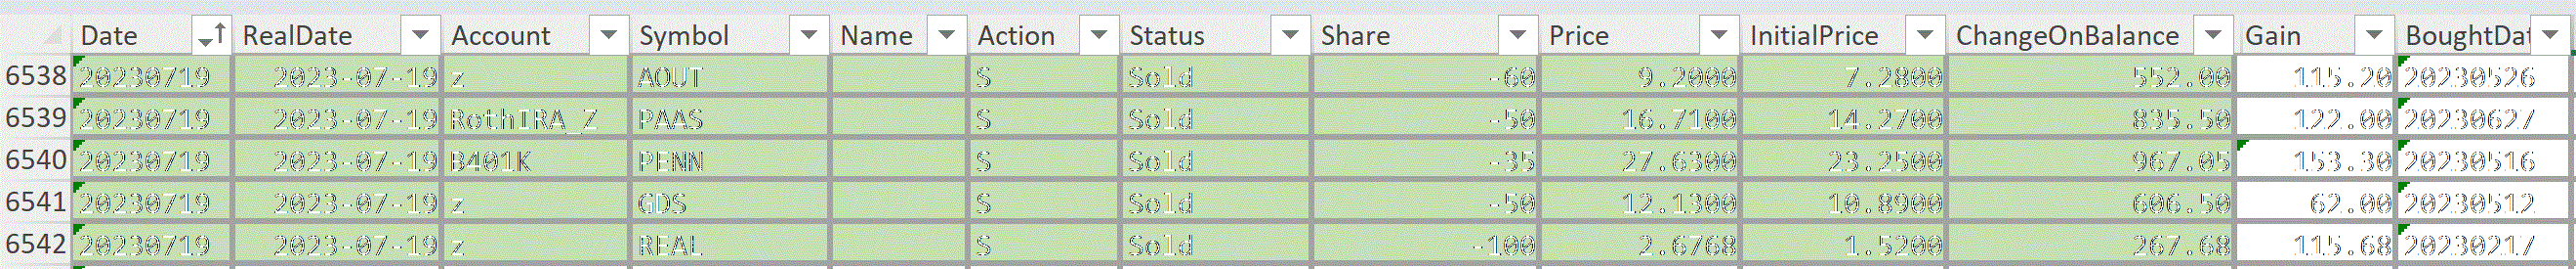 Date RealDate Account Symbol Name Action Status Share Price InitialPrice ChangeOnBalance Gain BoughtDat
6538 20230719 2023-07-19 z AOUT S Sold -60 9.2000 7.2800 552.00 115.20 20230526
6539 20230719 2023-07-19 RothIRA_Z PAAS S Sold -50 16.7100 14.2700 835.50 122.00 20230627
6540 20230719 2023-07-19 B401K PENN S Sold -35 27.6300 23.2500 967.05 153.30 20230516
6541 20230719 2023-07-19 z GDS S Sold -50 12.1300 10.8900 606.50 62.00 20230512
6542 20230719 2023-07-19 z REAL S Sold -100 2.6768 1.5200 267.68 115.68 20230217